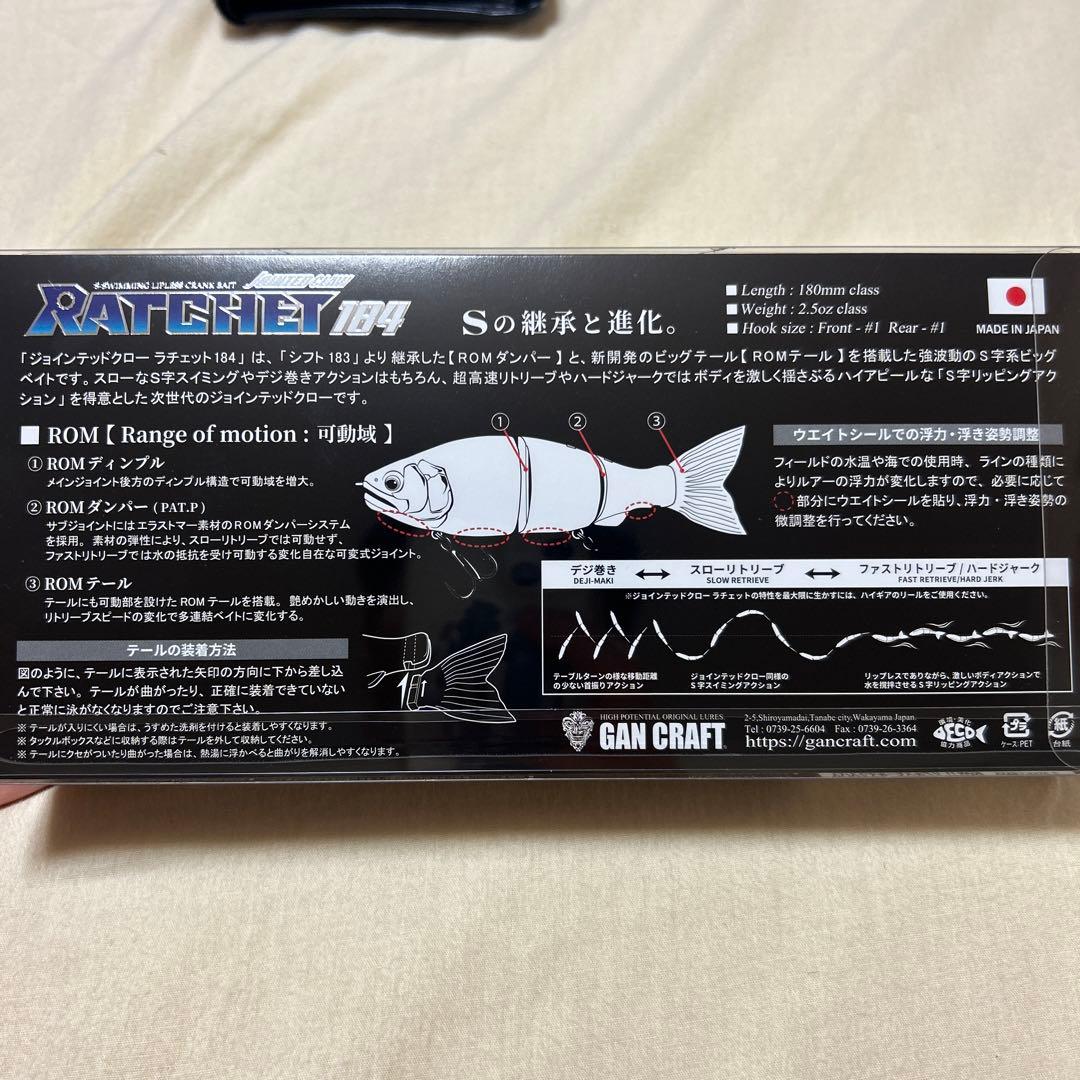 S-SWIMMING LIPLESS CRANK BAIT
JOINTED CLAW
RATCHET 184
Sの継承と進化。
■ Length : 180mm class
■ Weight : 2.5oz class
■ Hook size : Front - #1 Rear - #1
MADE IN JAPAN
「ジョインテッドクロー ラチェット184」は、「シフト183」より継承した【ROMダンパー】と、新開発のビッグテール【ROMテール】を搭載した強波動のS字系ビッグ
ベイトです。スローなS字スイミングやデジ巻きアクションはもちろん、超高速リトリーブやハードジャークではボディを激しく揺さぶるハイアピールな「S字リッピングアク
ション」を得意とした次世代のジョインテッドクローです。
■ ROM【 Range of motion : 可動域 】
① ROMディンプル
メインジョイント後方のディンプル構造で可動域を増大。
② ROMダンパー (PAT.P)
サブジョイントにはエラストマー素材のROMダンパーシステム
を採用。素材の弾性により、スローリトリーブでは可動せず、
ファストリトリーブでは水の抵抗を受け可動する変化自在な可変式ジョイント。
③ ROMテール
テールにも可動部を設けたROMテールを搭載。艶めかしい動きを演出し、
リトリーブスピードの変化で多連結ベイトに変化する。
① ② ③
ウエイトシールでの浮力・浮き姿勢調整
フィールドの水温や海での使用時、ラインの種類に
よりルアーの浮力が変化しますので、必要に応じて
部分にウエイトシールを貼り、浮力・浮き姿勢の
微調整を行ってください。
デジ巻き スローリトリーブ ファストリトリーブ / ハードジャーク
DEJI-MAKI SLOW RETRIEVE FAST RETRIEVE/HARD JERK
※ジョインテッドクロー ラチェットの特性を最大限に生かすには、ハイギアのリールをご使用ください。
テーブルターンの様な移動距離
の少ない首振りアクション
ジョインテッドクロー同様の
S字スイミングアクション
リップレスでありながら、激しいボディアクションで
水を撹拌させるS字リッピングアクション
テールの装着方法
図のように、テールに表示された矢印の方向に下から差し込
んで下さい。テールが曲がったり、正確に装着できていない
と正常に泳がなくなりますのでご注意下さい。
※ テールが入りにくい場合は、うすめた洗剤を付けると装着しやすくなります。
※ タックルボックスなどに収納する際はテールを外して収納してください。
※ テールにクセがついたり曲がった場合は、熱湯に浮かべると曲がりを解消しやすくなります。
HIGH POTENTIAL ORIGINAL LURES
GAN CRAFT
2-5,Shiroyamadai,Tanabe city,Wakayama Japan.
Tel : 0739-25-6604 Fax : 0739-26-3364
https://gancraft.com
環境・美化
ECO
協力商品
プラ
ケース:PET
紙
台紙